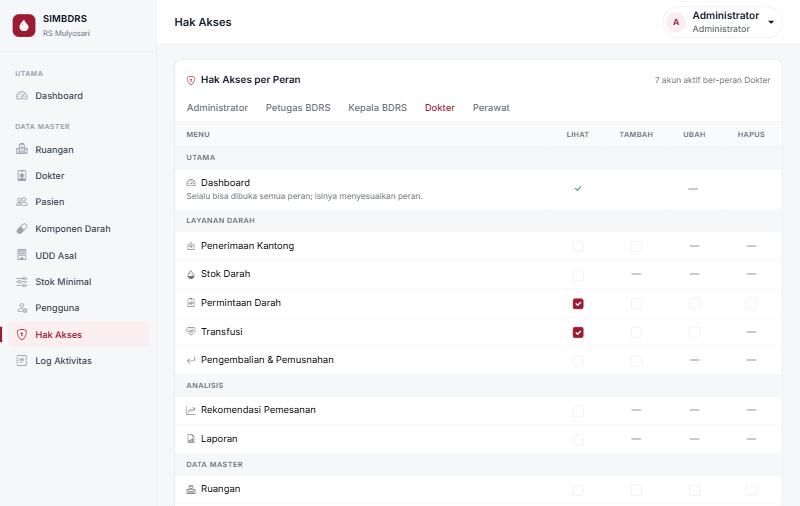 SIMBDRS
RS Mulyosari
UTAMA
Dashboard
DATA MASTER
Ruangan
Dokter
Pasien
Komponen Darah
UDD Asal
Stok Minimal
Pengguna
Hak Akses
Log Aktivitas
Hak Akses
A
Administrator
Administrator
Hak Akses per Peran
7 akun aktif ber-peran Dokter
Administrator Petugas BDRS Kepala BDRS Dokter Perawat
MENU LIHAT TAMBAH UBAH HAPUS
UTAMA
Dashboard
Selalu bisa dibuka semua peran; isinya menyesuaikan peran.
LAYANAN DARAH
Penerimaan Kantong
Stok Darah
Permintaan Darah
Transfusi
Pengembalian & Pemusnahan
ANALISIS
Rekomendasi Pemesanan
Laporan
DATA MASTER
Ruangan